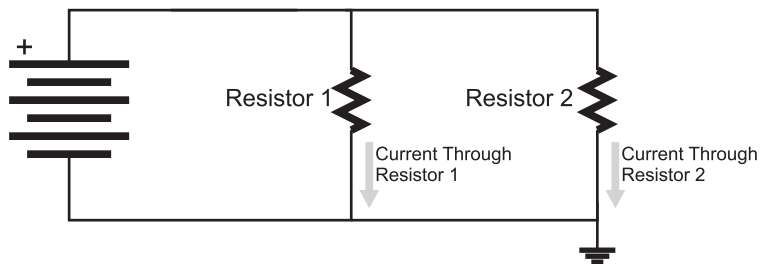 +
Resistor 1
Resistor 2
Current Through
Resistor 1
Current Through
Resistor 2